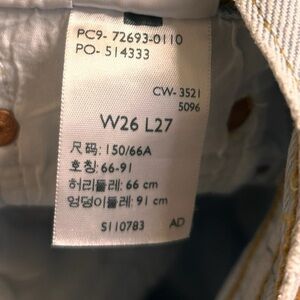 PC9- 72693-0110
PO- 514333
CW-3521
5096
W26 L27
尺码: 150/66A
호칭: 66-91
허리둘레: 66 cm
엉덩이둘레: 91 cm
S110783 AD